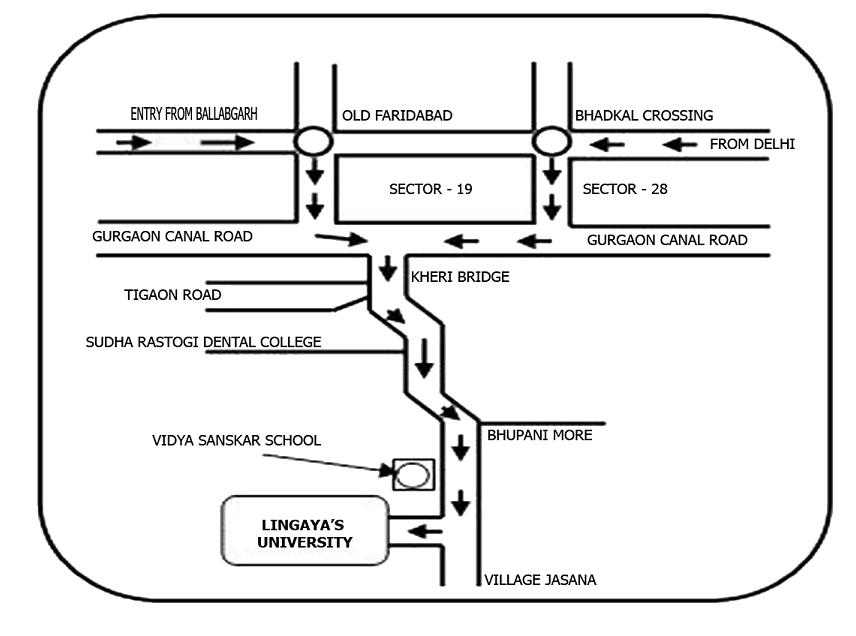 ENTRY FROM BALLABGARH
OLD FARIDABAD
BHADKAL CROSSING
FROM DELHI
SECTOR - 19
SECTOR - 28
GURGAON CANAL ROAD
GURGAON CANAL ROAD
KHERI BRIDGE
TIGAON ROAD
SUDHA RASTOGI DENTAL COLLEGE
BHUPANI MORE
VIDYA SANSKAR SCHOOL
LINGAYA'S
UNIVERSITY
VILLAGE JASANA